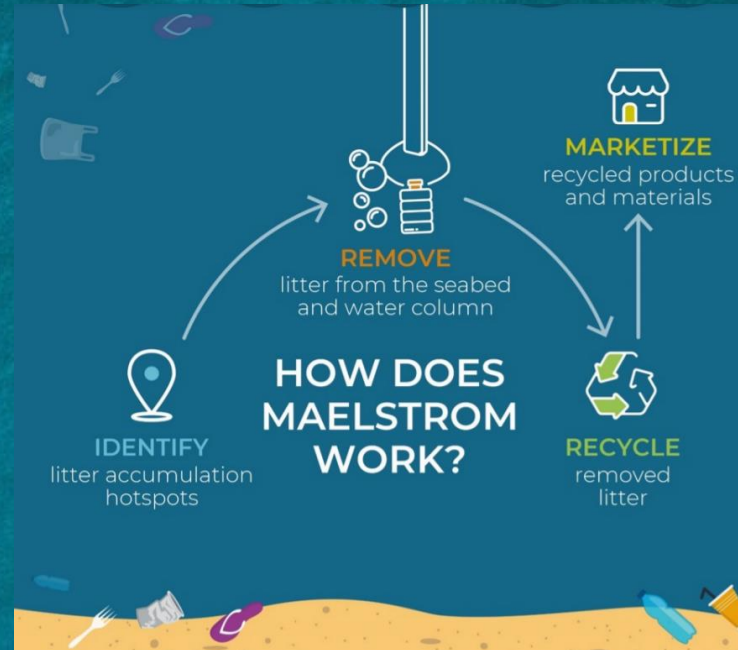 HOW DOES
MAELSTROM
WORK?
IDENTIFY
litter accumulation
hotspots
REMOVE
litter from the seabed
and water column
RECYCLE
removed
litter
MARKETIZE
recycled products
and materials